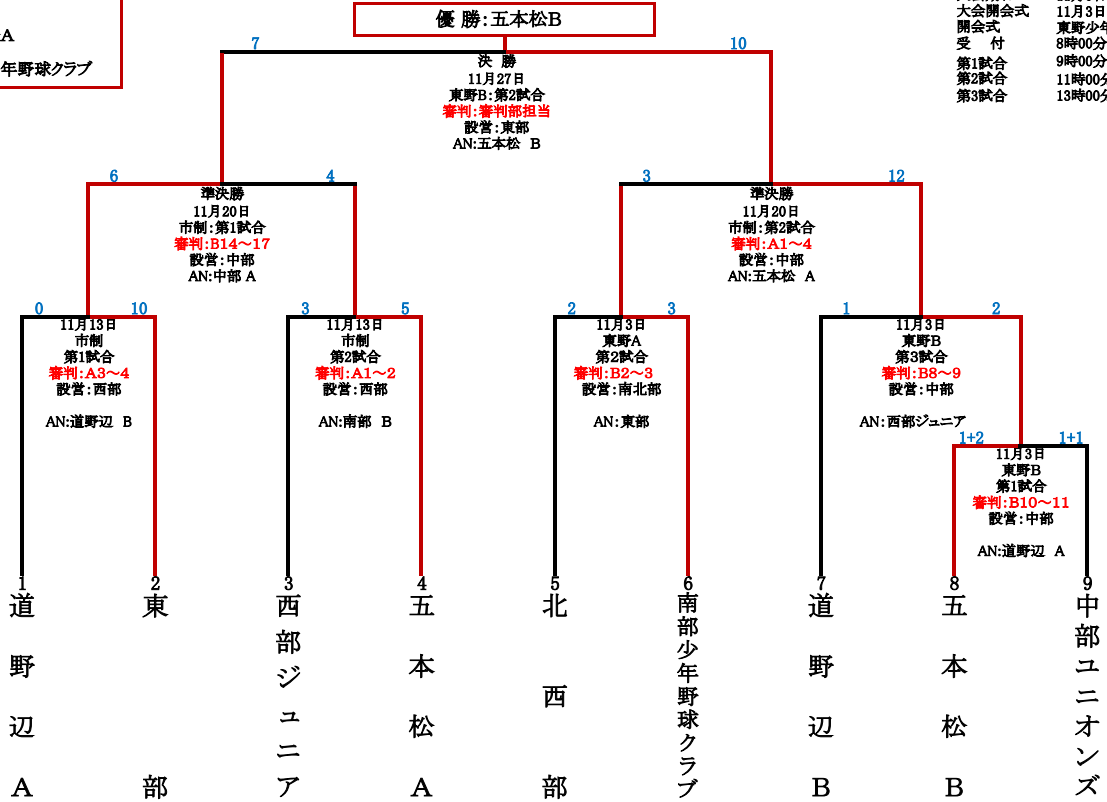 A
年野球クラブ
優 勝：五本松B
大会開会式 11月3日
開会式 東野少年
受 付 8時00分
第1試合 9時00分
第2試合 11時00分
第3試合 13時00分
7
10
決 勝
11月27日
東野B：第2試合
審判：審判部担当
設営：東部
AN：五本松 B
6
4
準決勝
11月20日
市制：第1試合
審判：B14～17
設営：中部
AN：中部 A
3
12
準決勝
11月20日
市制：第2試合
審判：A1～4
設営：中部
AN：五本松 A
0
10
11月13日
市制
第1試合
審判：A3～4
設営：西部
AN：道野辺 B
3
5
11月13日
市制
第2試合
審判：A1～2
設営：西部
AN：南部 B
2
3
11月3日
東野A
第2試合
審判：B2～3
設営：南北部
AN：東部
1
2
11月3日
東野B
第3試合
審判：B8～9
設営：中部
AN：西部ジュニア
1+2
1+1
11月3日
東野B
第1試合
審判：B10～11
設営：中部
AN：道野辺 A
1
道野辺A
2
東部
3
西部ジュニア
4
五本松A
5
北西部
6
南部少年野球クラブ
7
道野辺B
8
五本松B
9
中部ユニオンズ